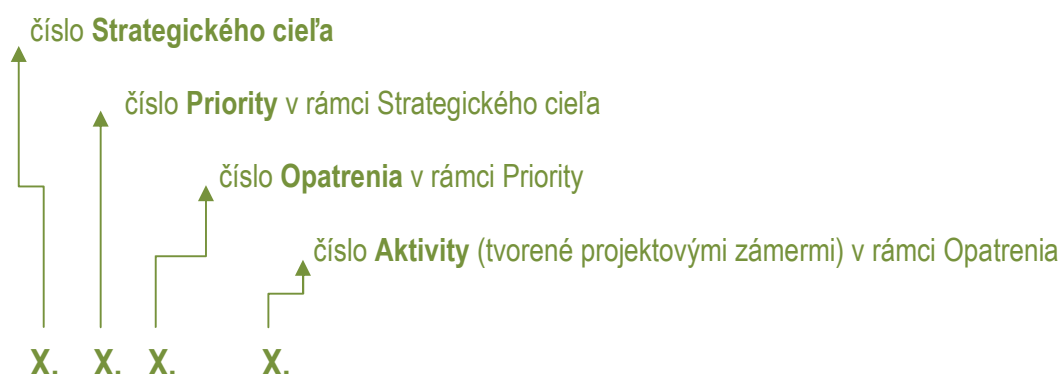 číslo Strategického cieľa
číslo Priority v rámci Strategického cieľa
číslo Opatrenia v rámci Priority
číslo Aktivity (tvorené projektovými zámermi) v rámci Opatrenia
X. X. X. X.